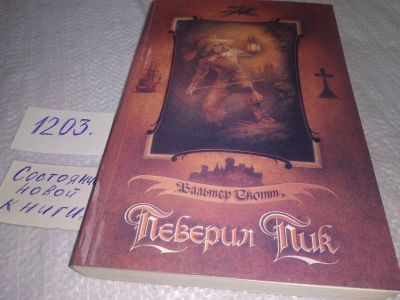 1203.
Состояние
новой
книги.
Вальтер Скотт
Певерил Пик